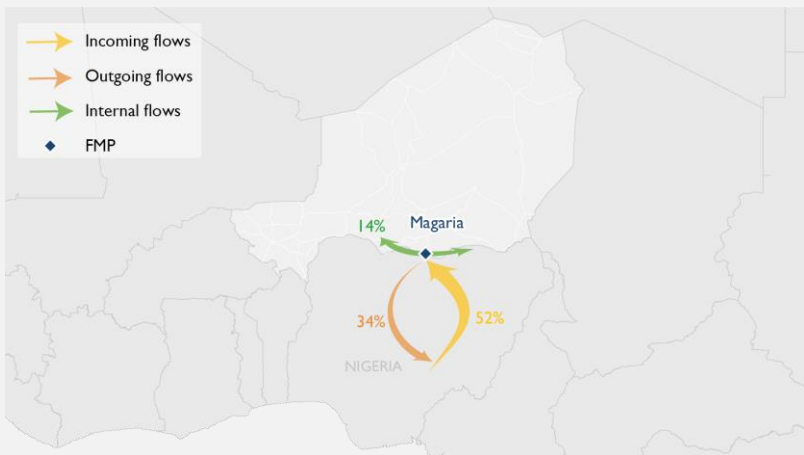 Incoming flows
Outgoing flows
Internal flows
FMP
14%
Magaria
34%
52%
NIGERIA